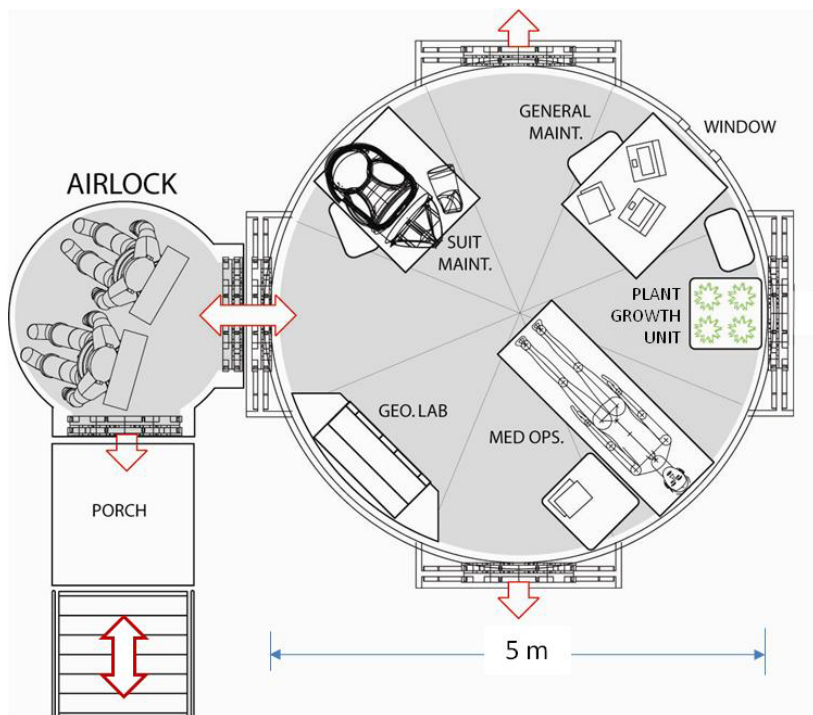 GENERAL
MAINT.
WINDOW
AIRLOCK
SUIT
MAINT.
PLANT
GROWTH
UNIT
GEO. LAB
MED OPS.
PORCH
5 m